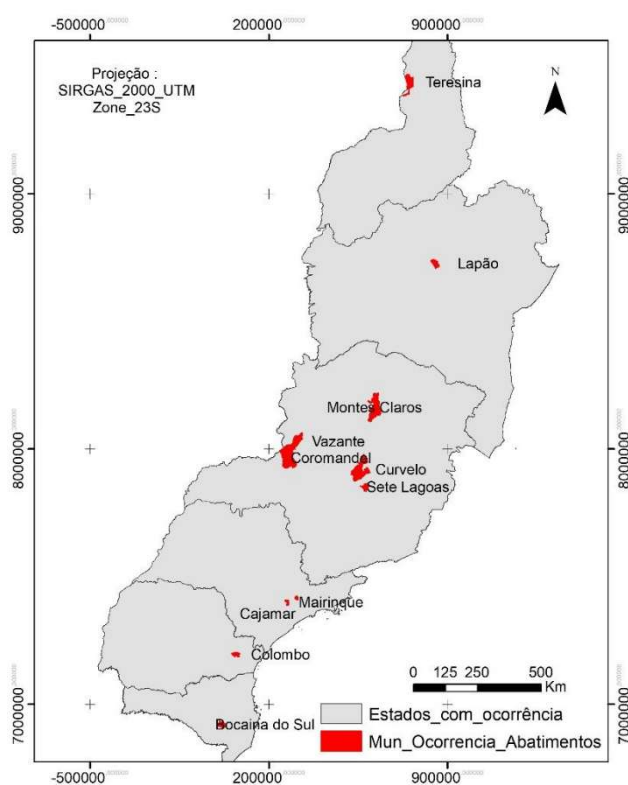 -500000 200000 900000
Projeção :
SIRGAS_2000_UTM
Zone_23S
N
Teresina
9000000 9000000
Lapão
Montes Claros
Vazante
8000000 8000000
Coromandel
Curvelo
Sete Lagoas
Mairinque
Cajamar
Colombo
0 125 250 500
Km
7000000 7000000
Estados_com_ocorrência
Bocaina do Sul
Mun_Ocorrencia_Abatimentos
-500000 200000 900000